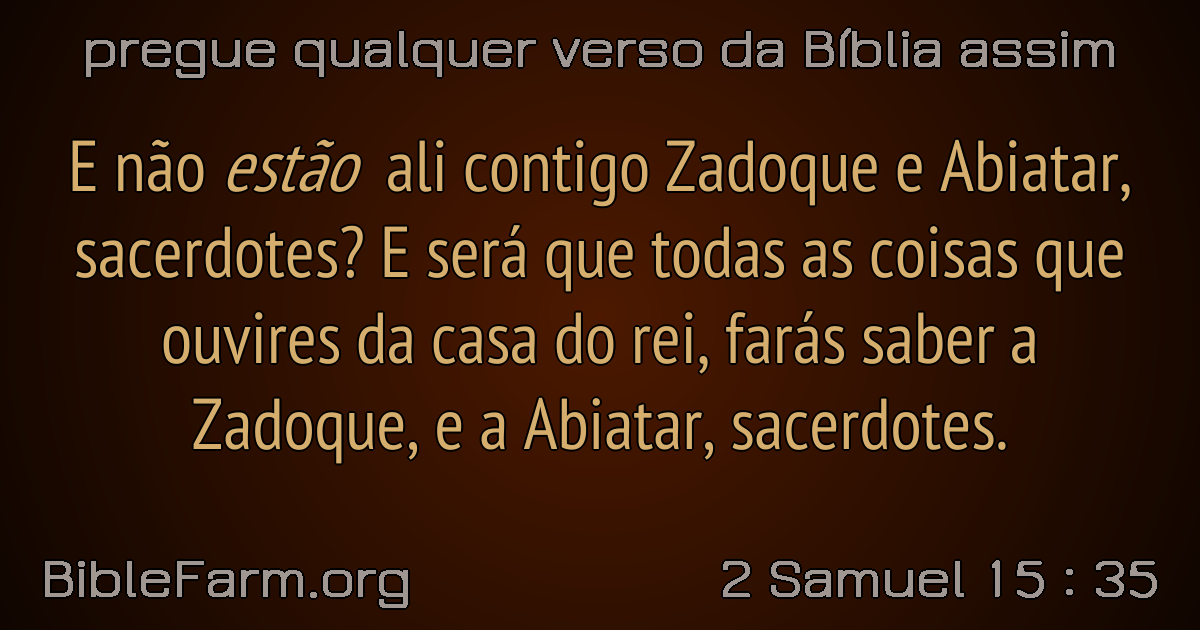 pregue qualquer verso da Bíblia assim
E não estão ali contigo Zadoque e Abiatar,
sacerdotes? E será que todas as coisas que
ouvires da casa do rei, farás saber a
Zadoque, e a Abiatar, sacerdotes.
BibleFarm.org
2 Samuel 15 : 35